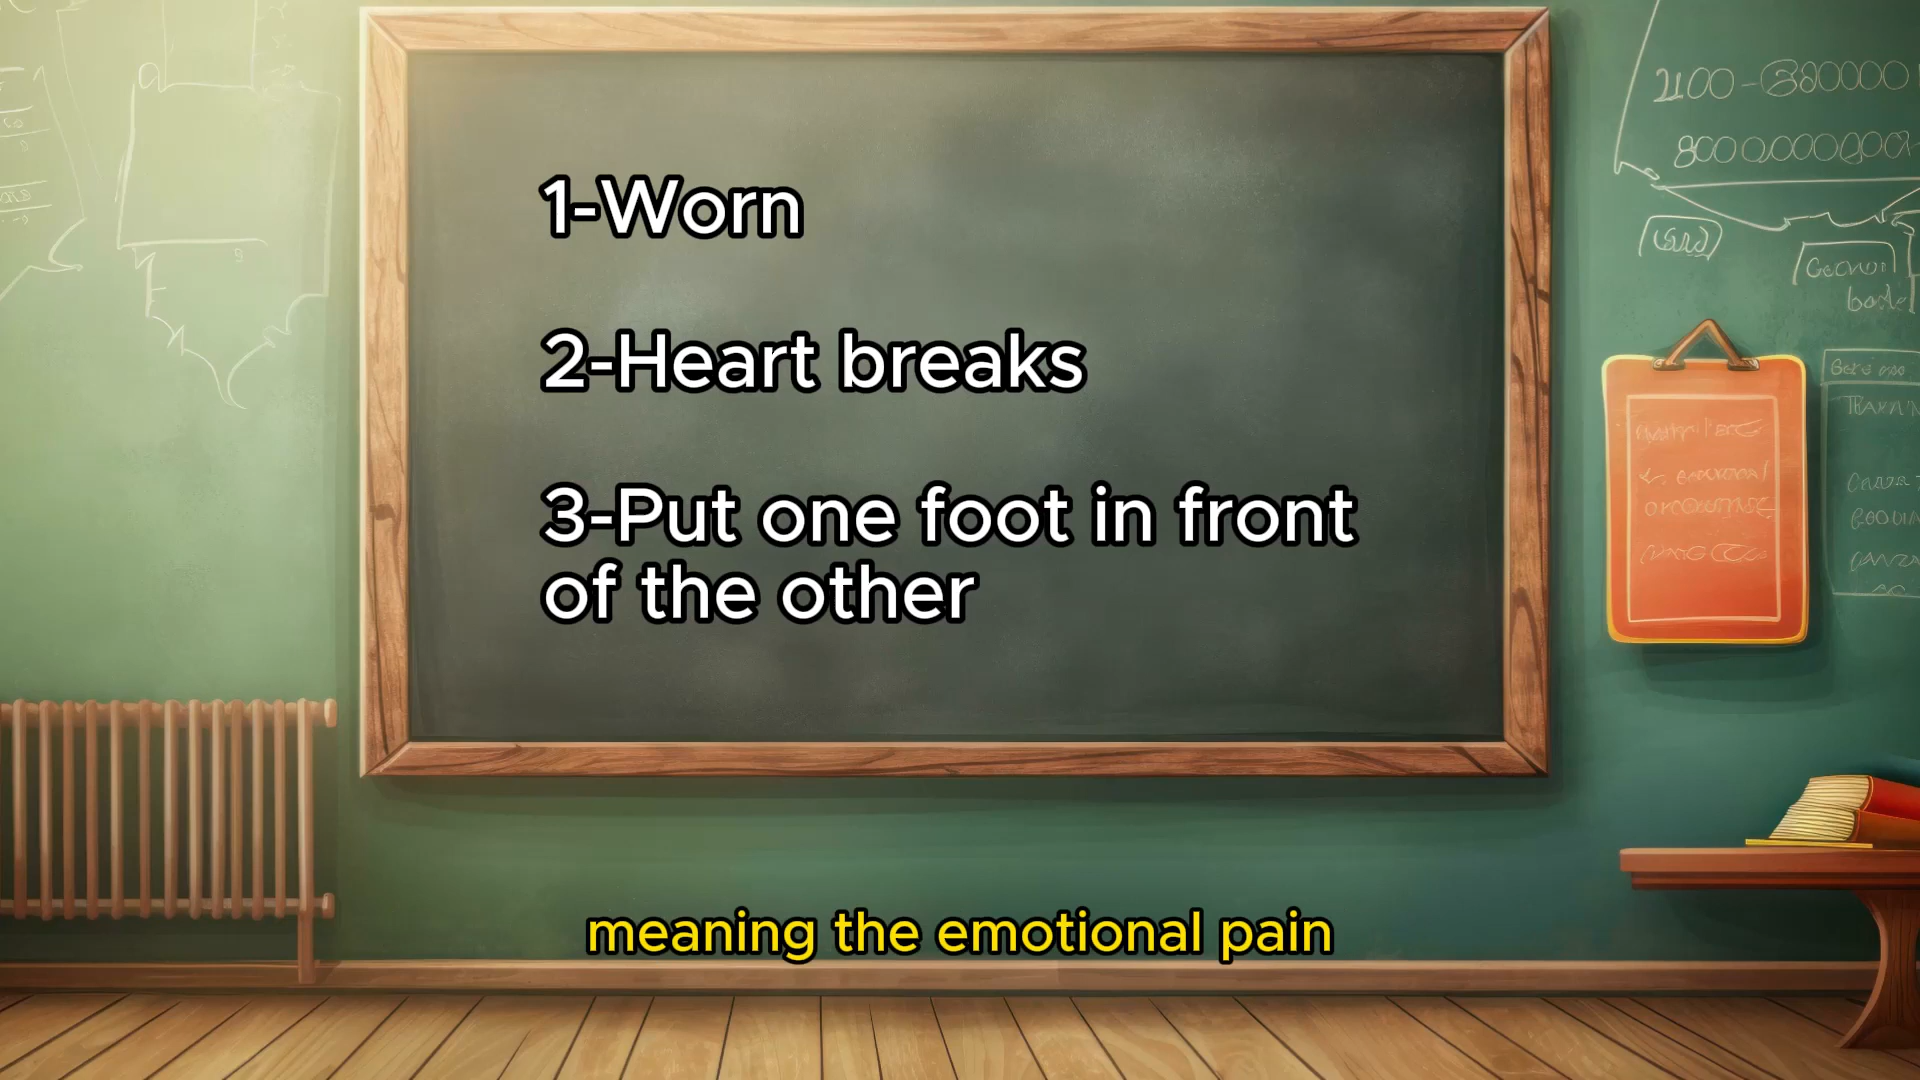 1-Worn
2-Heart breaks
3-Put one foot in front
of the other
meaning the emotional pain